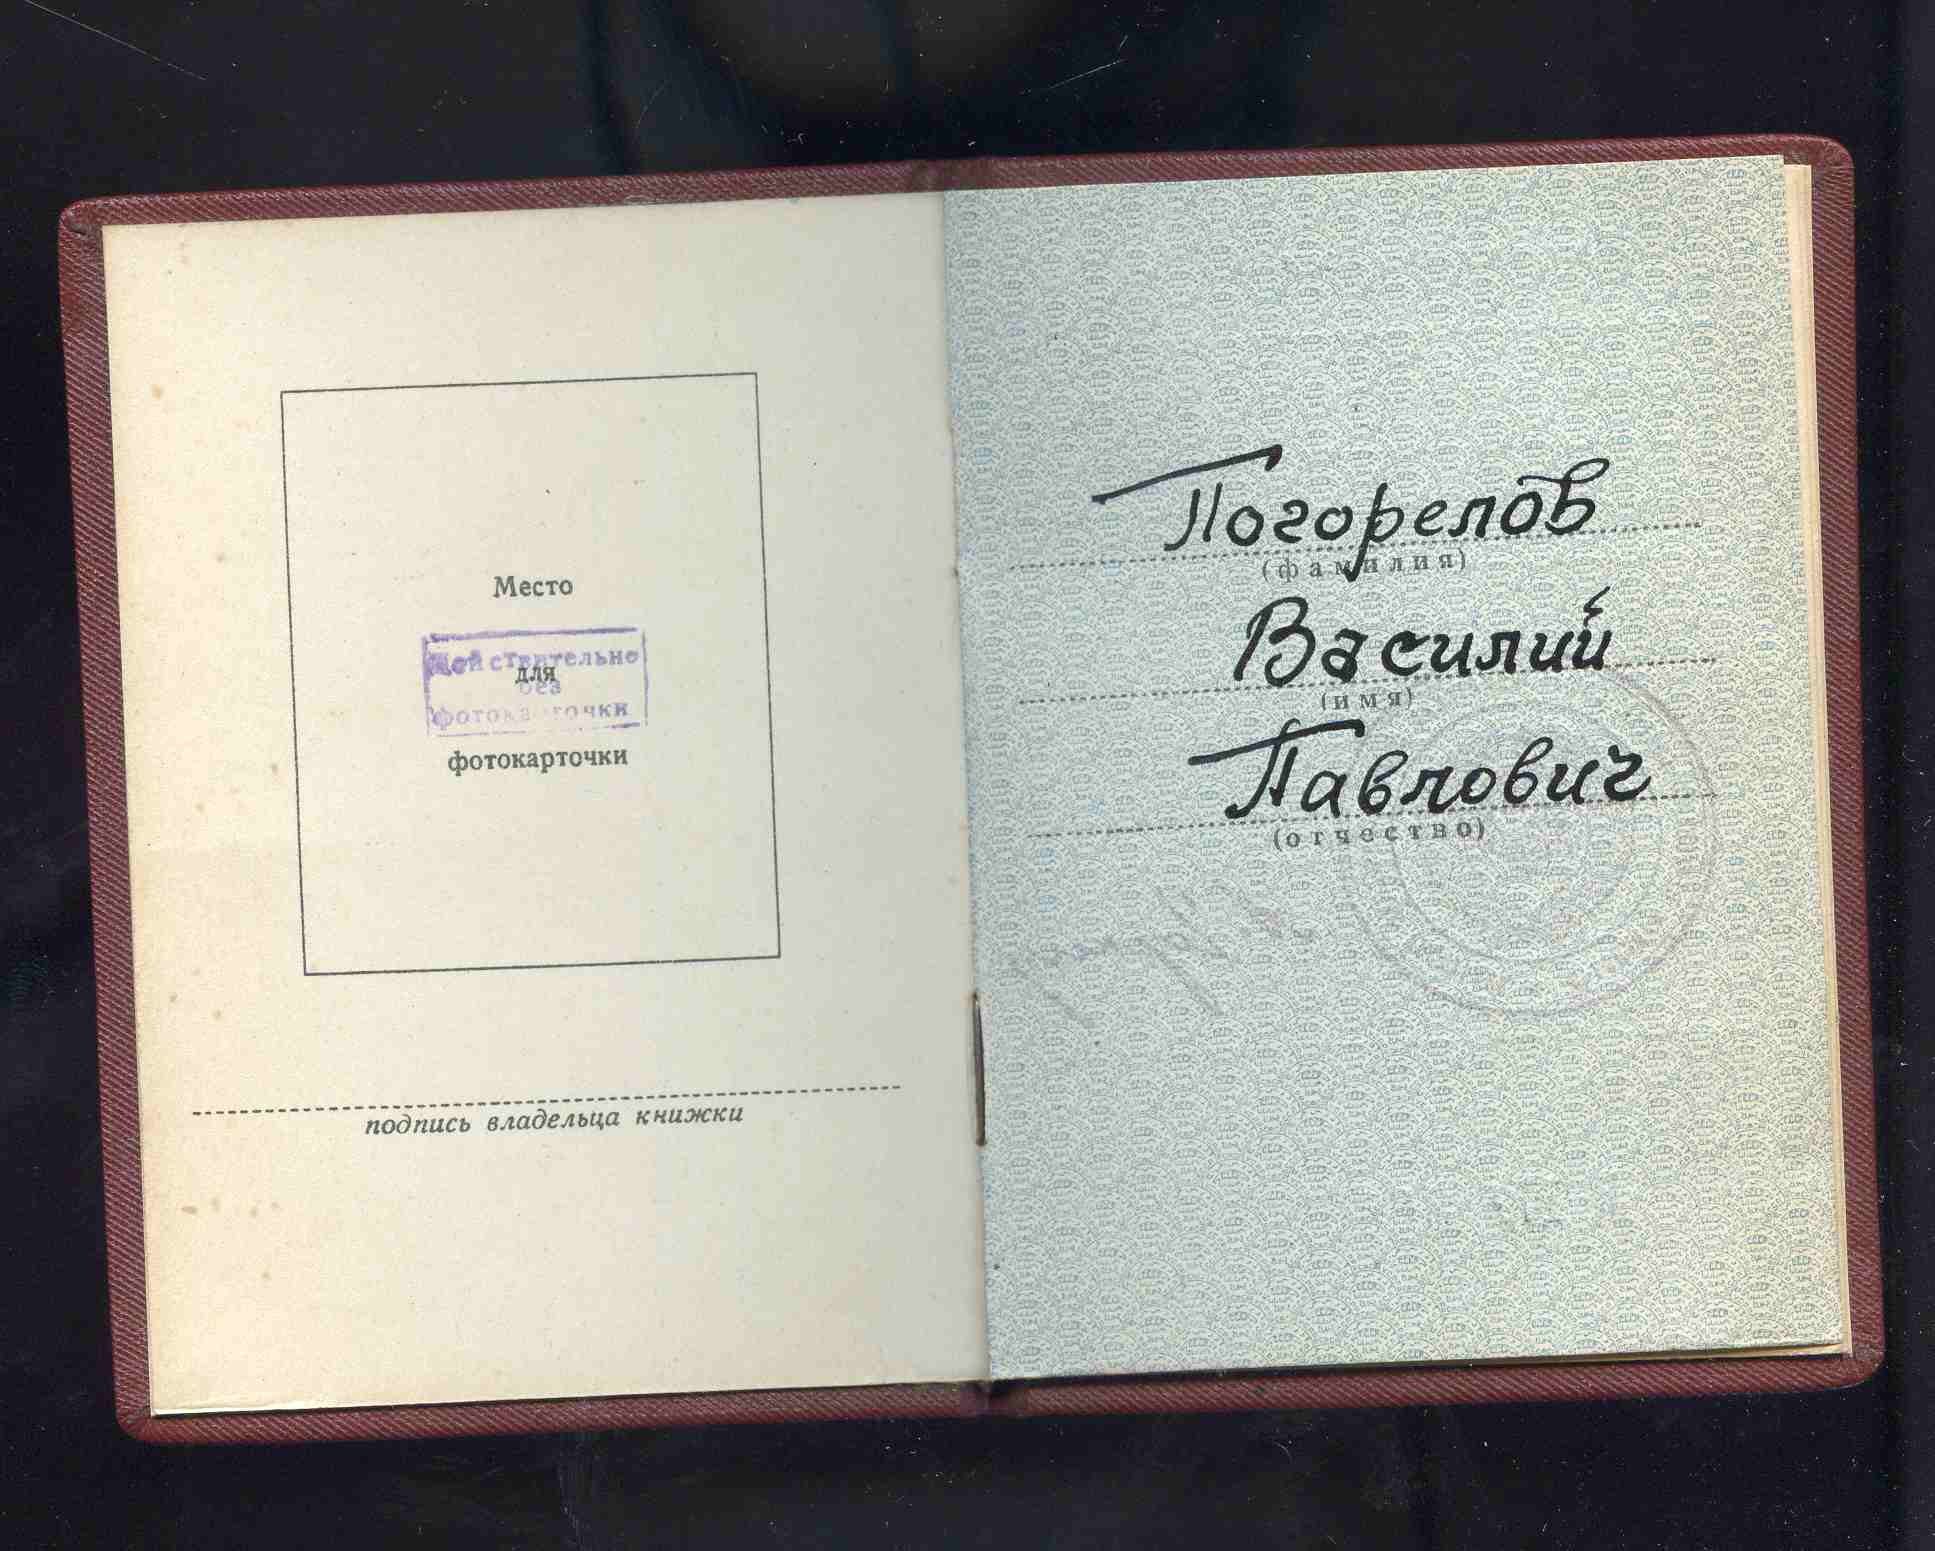 Место
Действительно
для
без
фотокарточки
фотокарточки
подпись владельца книжки
Погорелов
(фамилия)
Василий
(имя)
Павлович
(отчество)